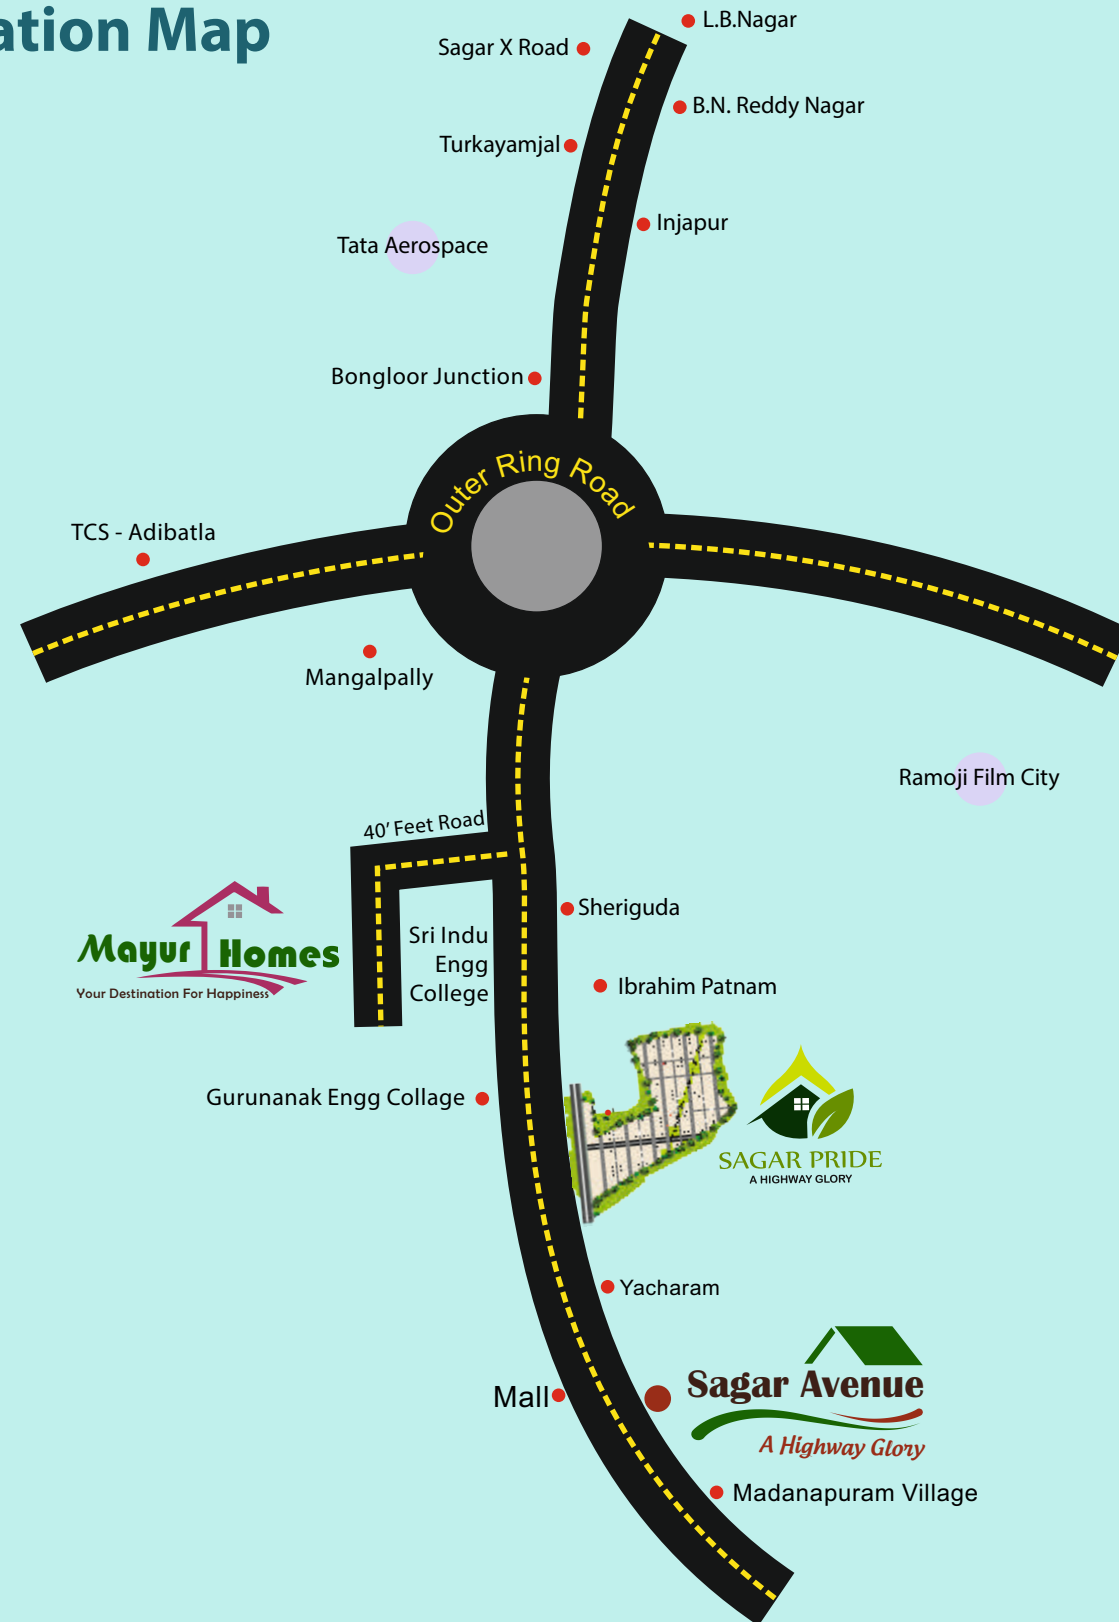 ation Map
L.B.Nagar
Sagar X Road
B.N. Reddy Nagar
Turkayamjal
Injapur
Tata Aerospace
Bongloor Junction
Outer Ring Road
TCS - Adibatla
Mangalpally
Ramoji Film City
40' Feet Road
Sheriguda
Mayur Homes
Your Destination For Happiness
Sri Indu
Engg
College
Ibrahim Patnam
Gurunanak Engg Collage
SAGAR PRIDE
A HIGHWAY GLORY
Yacharam
Mall
Sagar Avenue
A Highway Glory
Madanapuram Village